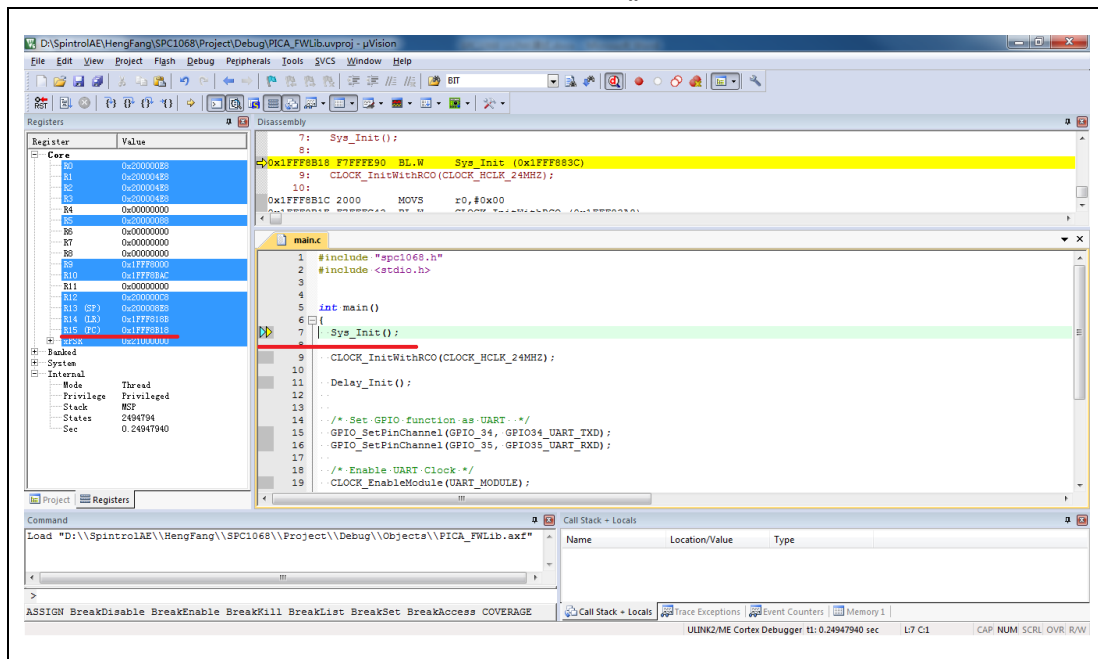 D:\SpintrolAE\HengFang\SPC1068\Project\Debug\PICA_FWLib.uvproj - µVision
File Edit View Project Flash Debug Peripherals Tools SVCS Window Help
BIT
RST
Registers
Register Value
Core
R0 0x200000E8
R1 0x200004E8
R2 0x200004E8
R3 0x200004E8
R4 0x00000000
R5 0x20000088
R6 0x00000000
R7 0x00000000
R8 0x00000000
R9 0x1FFF8000
R10 0x1FFF8BAC
R11 0x00000000
R12 0x200000C8
R13 (SP) 0x200008E8
R14 (LR) 0x1FFF818B
R15 (PC) 0x1FFF8B18
xPSR 0x21000000
Banked
System
Internal
Mode Thread
Privilege Privileged
Stack MSP
States 2494794
Sec 0.24947940
Project Registers
Disassembly
7: Sys_Init();
8:
0x1FFF8B18 F7FFFE90 BL.W Sys_Init (0x1FFF883C)
9: CLOCK_InitWithRCO(CLOCK_HCLK_24MHZ);
10:
0x1FFF8B1C 2000 MOVS r0,#0x00
main.c
1 #include "spc1068.h"
2 #include <stdio.h>
3
4
5 int main()
6 {
7 Sys_Init();
8
9 CLOCK_InitWithRCO(CLOCK_HCLK_24MHZ);
10
11 Delay_Init();
12
13
14 /* Set GPIO function as UART */
15 GPIO_SetPinChannel(GPIO_34, GPIO34_UART_TXD);
16 GPIO_SetPinChannel(GPIO_35, GPIO35_UART_RXD);
17
18 /* Enable UART Clock */
19 CLOCK_EnableModule(UART_MODULE);
Command
Load "D:\\SpintrolAE\\HengFang\\SPC1068\\Project\\Debug\\Objects\\PICA_FWLib.axf"
>
ASSIGN BreakDisable BreakEnable BreakKill BreakList BreakSet BreakAccess COVERAGE
Call Stack + Locals
Name Location/Value Type
Call Stack + Locals Trace Exceptions Event Counters Memory 1
ULINK2/ME Cortex Debugger t1: 0.24947940 sec L:7 C:1 CAP NUM SCRL OVR R/W